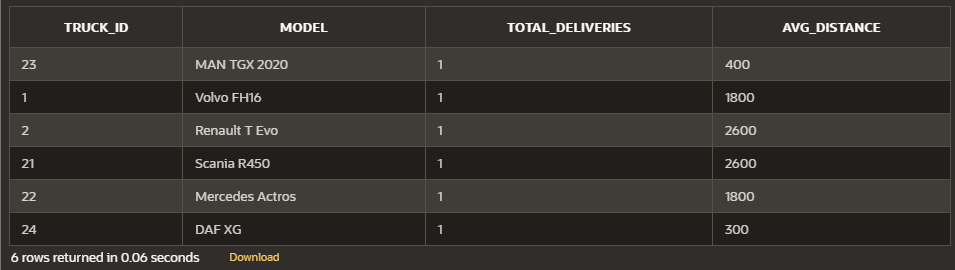 TRUCK_ID MODEL TOTAL_DELIVERIES AVG_DISTANCE
23 MAN TGX 2020 1 400
1 Volvo FH16 1 1800
2 Renault T Evo 1 2600
21 Scania R450 1 2600
22 Mercedes Actros 1 1800
24 DAF XG 1 300
6 rows returned in 0.06 seconds Download